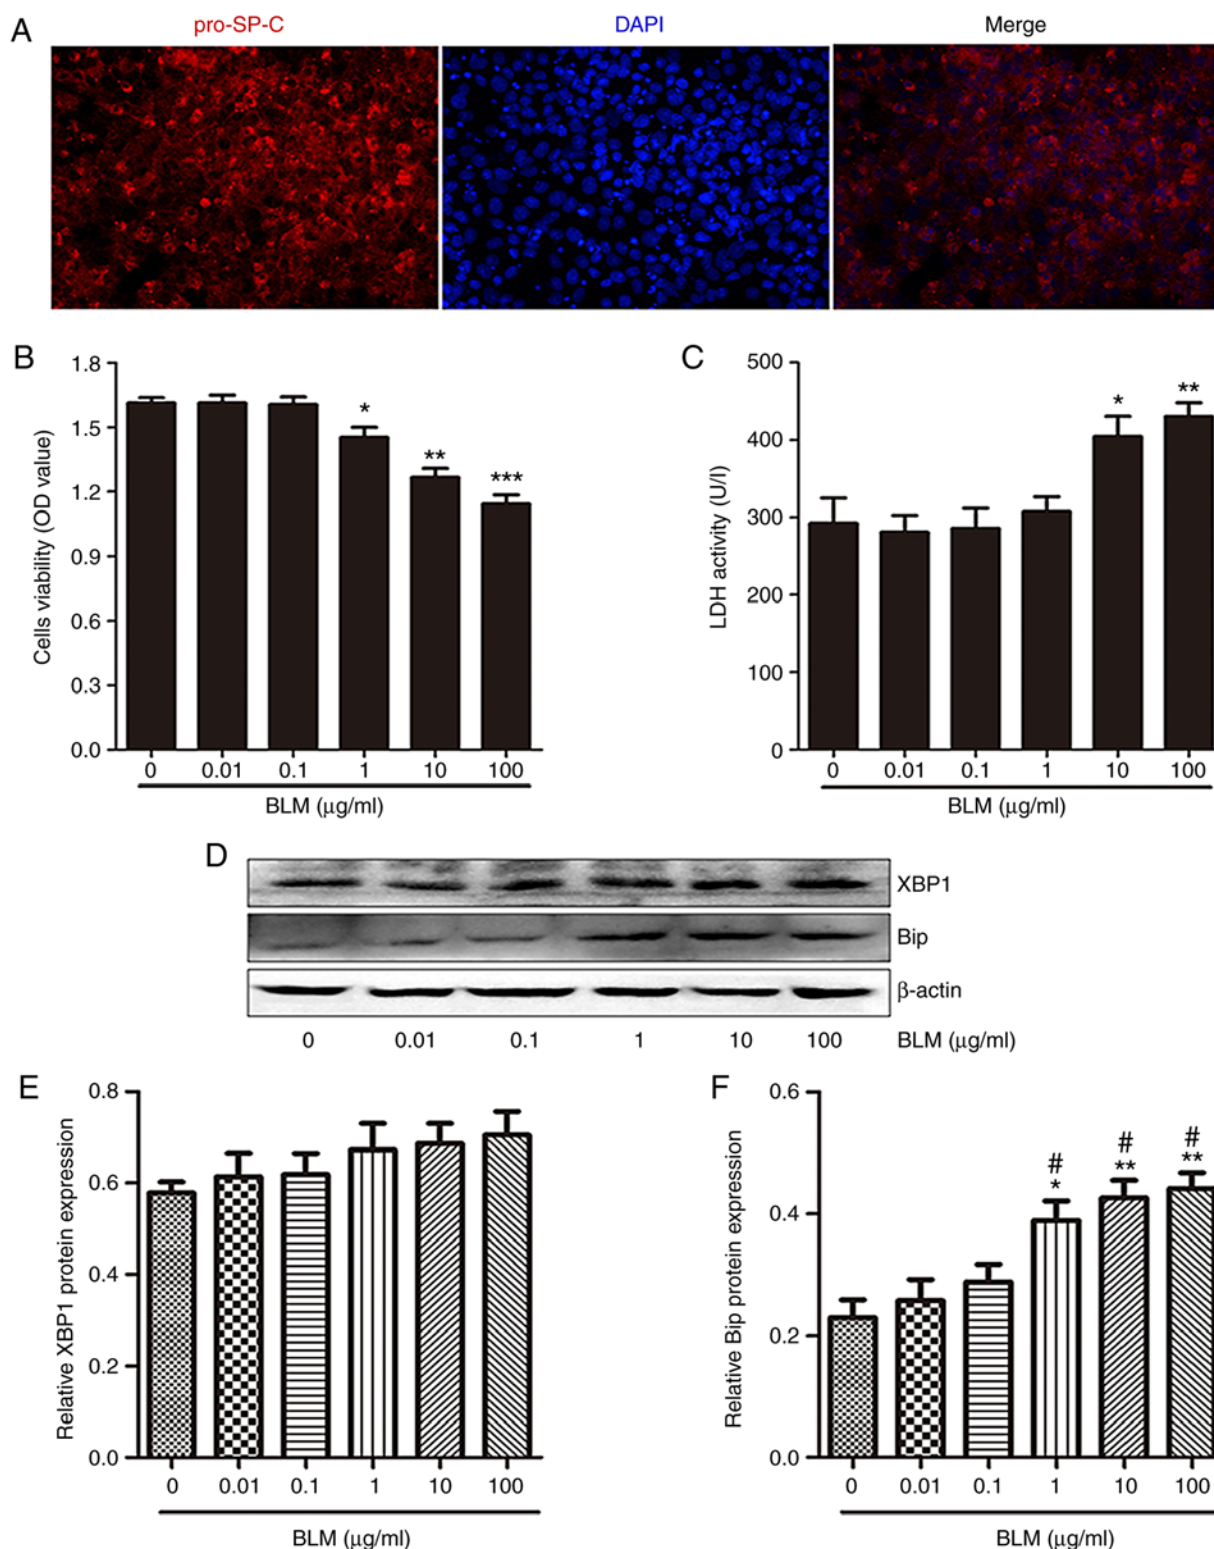 A
pro-SP-C DAPI Merge
B
Cells viability (OD value)
1.8
1.5
1.2
0.9
0.6
0.3
0.0
* ** ***
0 0.01 0.1 1 10 100
BLM (μg/ml)
C
LDH activity (U/l)
500
400
300
200
100
0
* **
0 0.01 0.1 1 10 100
BLM (μg/ml)
D
XBP1
Bip
β-actin
0 0.01 0.1 1 10 100 BLM (μg/ml)
E
Relative XBP1 protein expression
0.8
0.6
0.4
0.2
0.0
0 0.01 0.1 1 10 100
BLM (μg/ml)
F
Relative Bip protein expression
0.6
0.4
0.2
0.0
# # #
* ** **
0 0.01 0.1 1 10 100
BLM (μg/ml)